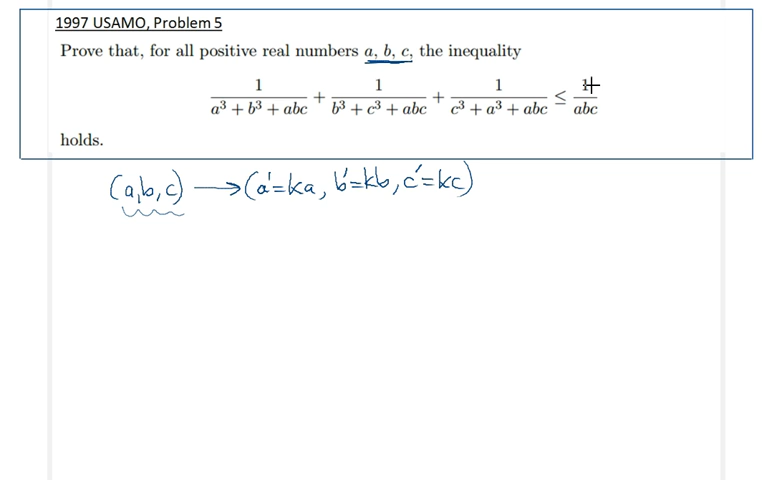 1997 USAMO, Problem 5
Prove that, for all positive real numbers a, b, c, the inequality
1/(a³ + b³ + abc) + 1/(b³ + c³ + abc) + 1/(c³ + a³ + abc) ≤ 1/abc
holds.
(a,b,c) → (a'=ka, b'=kb, c'=kc)